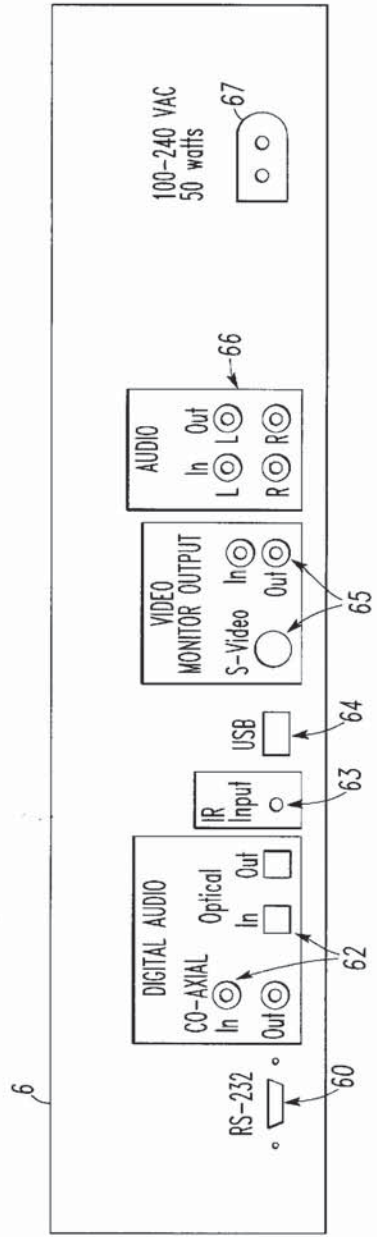 6
RS-232
60
DIGITAL AUDIO
CO-AXIAL
Optical
In
In
Out
Out
62
IR
Input
63
USB
64
VIDEO
MONITOR OUTPUT
S-Video
In
Out
65
AUDIO
In
Out
L
L
R
R
66
100-240 VAC
50 watts
67